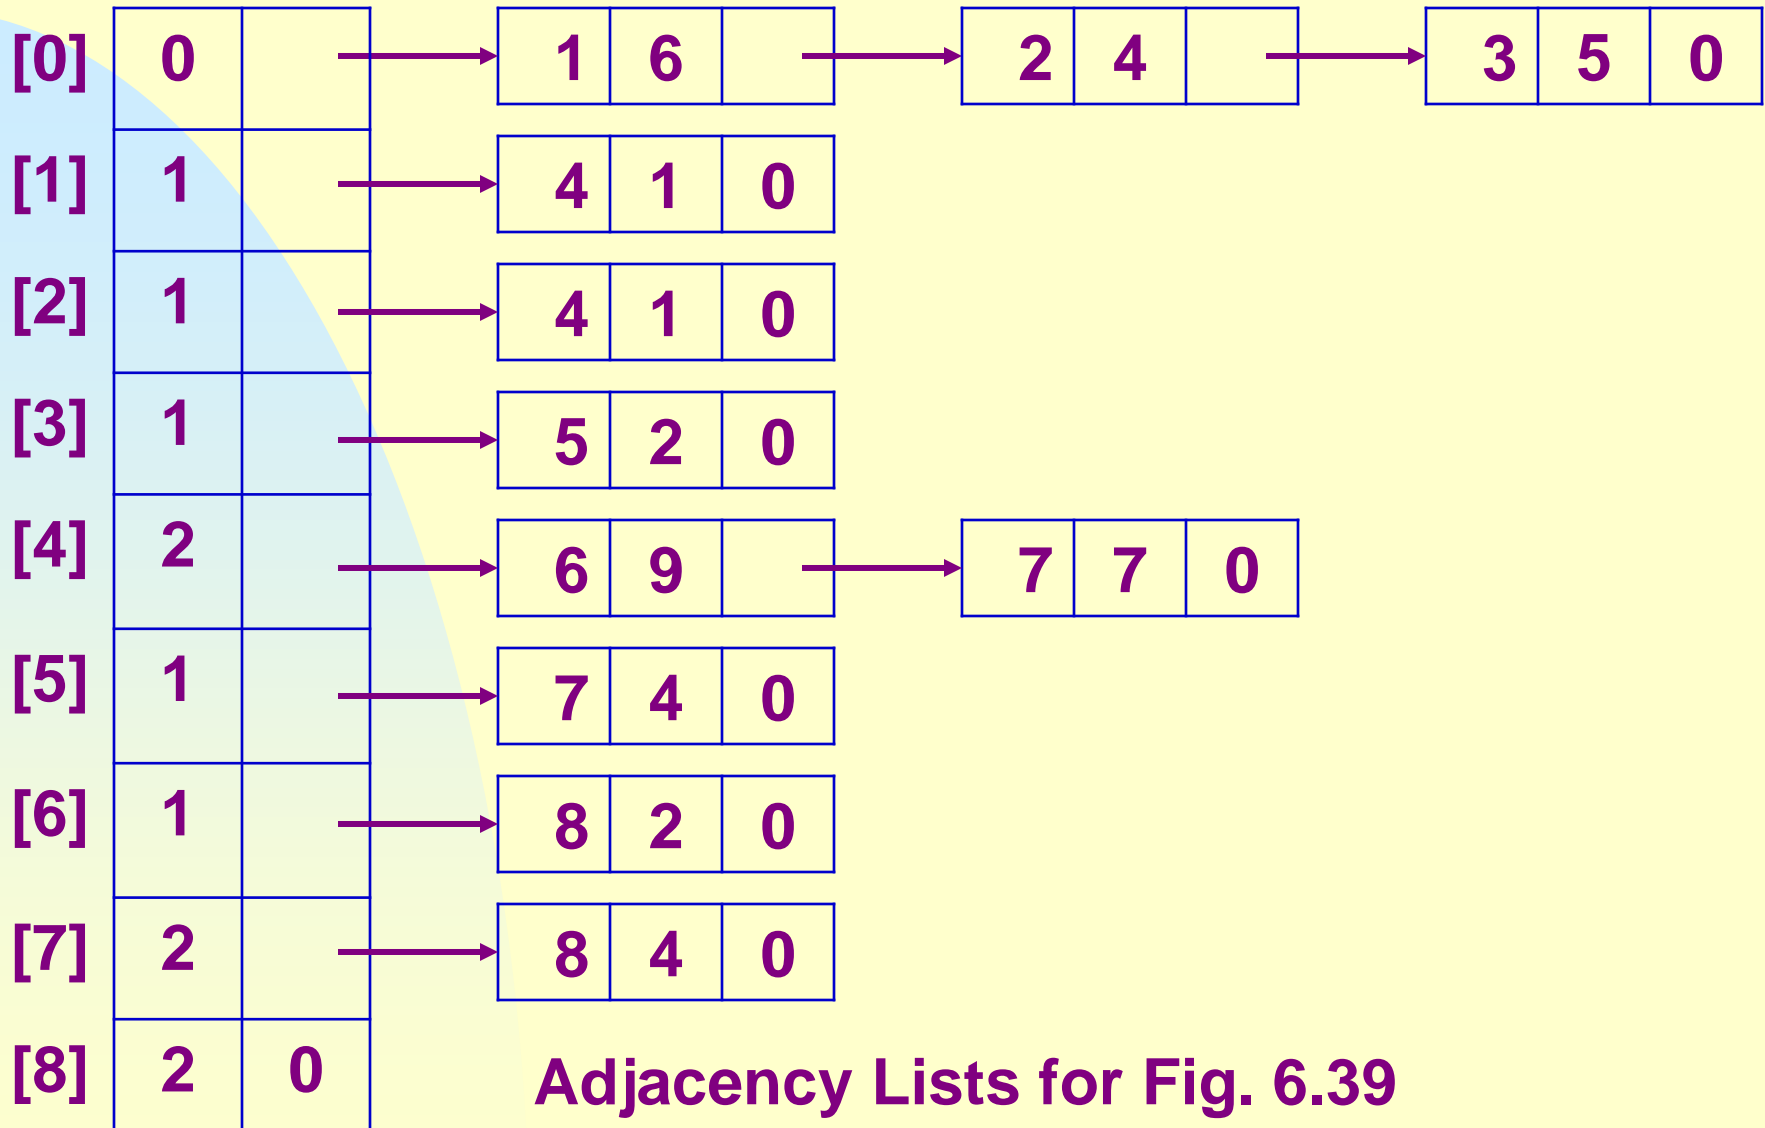 [0] 0 1 6 2 4 3 5 0
[1] 1 4 1 0
[2] 1 4 1 0
[3] 1 5 2 0
[4] 2 6 9 7 7 0
[5] 1 7 4 0
[6] 1 8 2 0
[7] 2 8 4 0
[8] 2 0
Adjacency Lists for Fig. 6.39